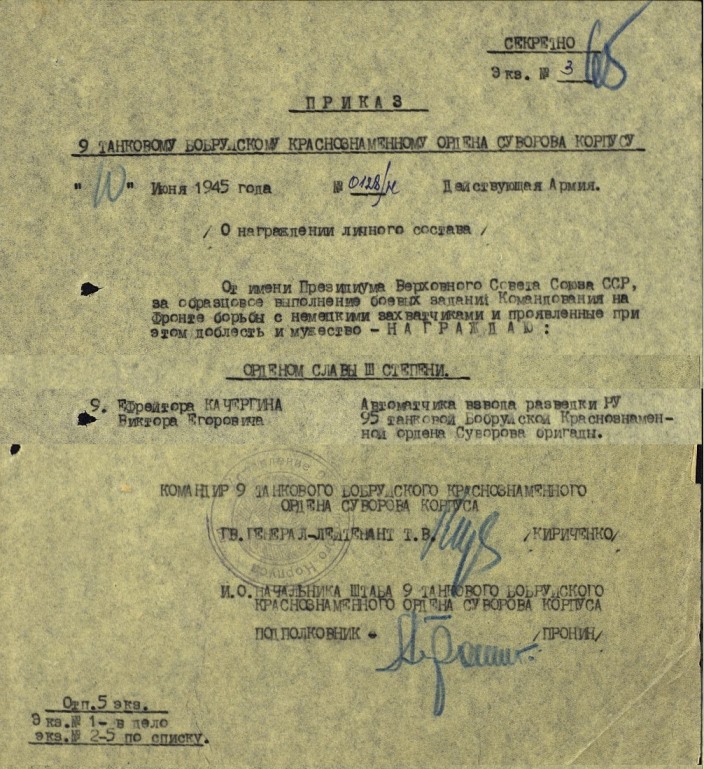 СЕКРЕТНО
Экз. № 3
65
П Р И К А З
9 ТАНКОВОМУ БОБРУЙСКОМУ КРАСНОЗНАМЕННОМУ ОРДЕНА СУВОРОВА КОРПУСУ
"10" Июня 1945 года № 0128/н Действующая Армия.
/ О награждении личного состава /
От имени Президиума Верховного Совета Союза ССР,
за образцовое выполнение боевых заданий Командования на
Фронте борьбы с немецкими захватчиками и проявленные при
этом доблесть и мужество - Н А Г Р А Ж Д А Ю :
ОРДЕНОМ СЛАВЫ Ш СТЕПЕНИ.
9. Ефрейтора КАЧЕРГИНА Автоматчика взвода разведки РУ
Виктора Егоровича 95 танковой Бобруйской Краснознамен-
ной ордена Суворова бригады.
КОМАНДИР 9 ТАНКОВОГО БОБРУЙСКОГО КРАСНОЗНАМЕННОГО
ОРДЕНА СУВОРОВА КОРПУСА
ГВ.ГЕНЕРАЛ-ЛЕЙТЕНАНТ Т.В. /КИРИЧЕНКО/
И.О.НАЧАЛЬНИКА ШТАБА 9 ТАНКОВОГО БОБРУЙСКОГО
КРАСНОЗНАМЕННОГО ОРДЕНА СУВОРОВА КОРПУСА
ПОДПОЛКОВНИК - /ПРОНИН/
Отп.5 экз.
Экз.№ 1- в дело
экз.№ 2-5 по списку.